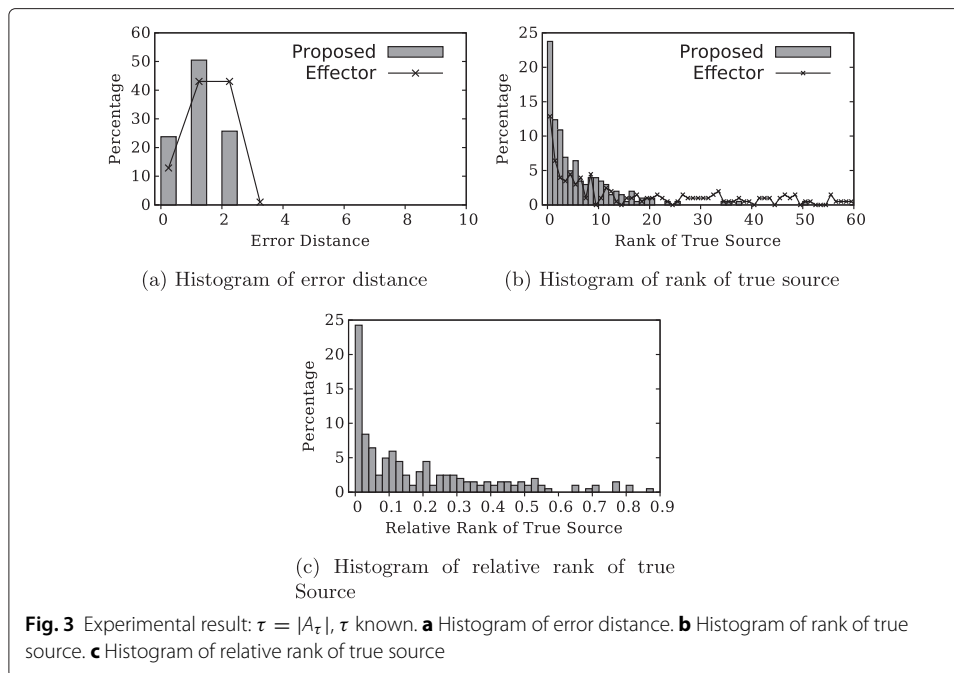 60
50
40
30
20
10
0
Percentage
Proposed
Effector
0 2 4 6 8 10
Error Distance
(a) Histogram of error distance
25
20
15
10
5
0
Percentage
Proposed
Effector
0 10 20 30 40 50 60
Rank of True Source
(b) Histogram of rank of true source
25
20
15
10
5
0
Percentage
0 0.1 0.2 0.3 0.4 0.5 0.6 0.7 0.8 0.9
Relative Rank of True Source
(c) Histogram of relative rank of true
Source
Fig. 3 Experimental result: τ = |A_τ|, τ known. a Histogram of error distance. b Histogram of rank of true
source. c Histogram of relative rank of true source